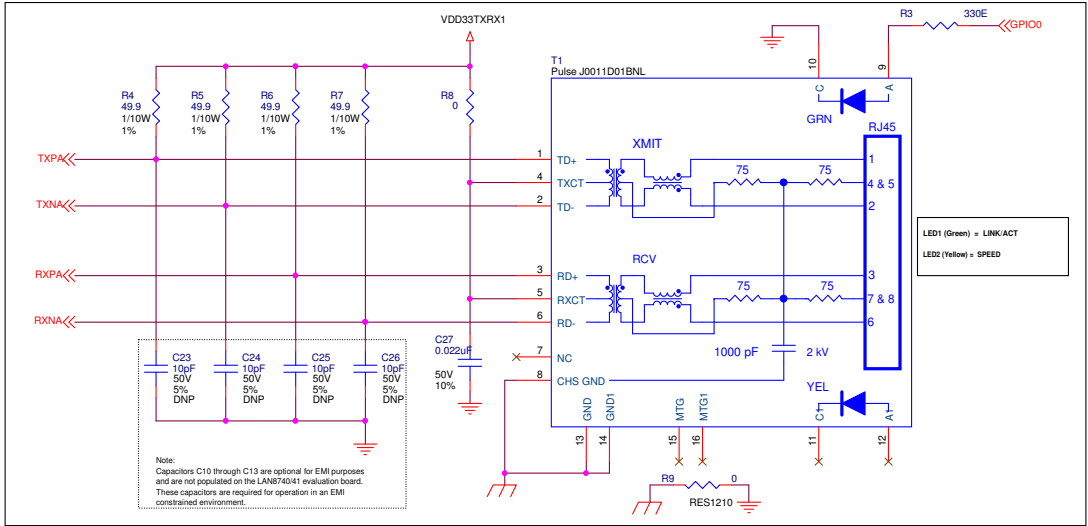 VDD33TXRX1
R3
330E
GPIO0
T1
Pulse J0011D01BNL
10
9
C
A
GRN
RJ45
R4
49.9
1/10W
1%
R5
49.9
1/10W
1%
R6
49.9
1/10W
1%
R7
49.9
1/10W
1%
R8
0
XMIT
TXPA
1
TD+
75
75
1
4
TXCT
4 & 5
TXNA
2
TD-
2
LED1 (Green) = LINK/ACT
LED2 (Yellow) = SPEED
RCV
RXPA
3
RD+
75
75
3
5
RXCT
7 & 8
RXNA
6
RD-
6
C23
10pF
50V
5%
DNP
C24
10pF
50V
5%
DNP
C25
10pF
50V
5%
DNP
C26
10pF
50V
5%
DNP
C27
0.022uF
50V
10%
7
NC
1000 pF
2 kV
8
CHS GND
YEL
GND
GND1
MTG
MTG1
C1
A1
13
14
15
16
11
12
Note:
Capacitors C10 through C13 are optional for EMI purposes
and are not populated on the LAN8740/41 evaluation board.
These capacitors are required for operation in an EMI
constrained environment.
R9
0
RES1210